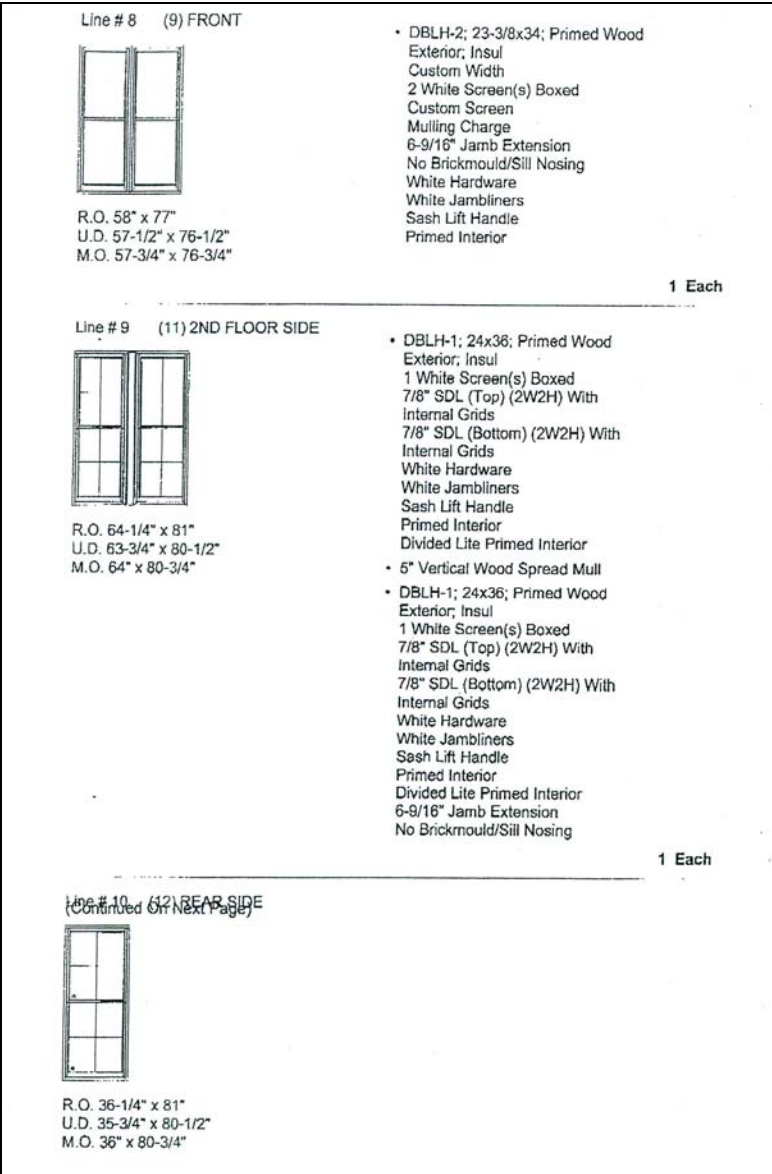 Line # 8 (9) FRONT
• DBLH-2; 23-3/8x34; Primed Wood
Exterior; Insul
Custom Width
2 White Screen(s) Boxed
Custom Screen
Mulling Charge
6-9/16" Jamb Extension
No Brickmould/Sill Nosing
White Hardware
White Jambliners
Sash Lift Handle
Primed Interior
R.O. 58" x 77"
U.D. 57-1/2" x 76-1/2"
M.O. 57-3/4" x 76-3/4"
1 Each
Line # 9 (11) 2ND FLOOR SIDE
• DBLH-1; 24x36; Primed Wood
Exterior; Insul
1 White Screen(s) Boxed
7/8" SDL (Top) (2W2H) With
Internal Grids
7/8" SDL (Bottom) (2W2H) With
Internal Grids
White Hardware
White Jambliners
Sash Lift Handle
Primed Interior
Divided Lite Primed Interior
R.O. 64-1/4" x 81"
U.D. 63-3/4" x 80-1/2"
M.O. 64" x 80-3/4"
• 5" Vertical Wood Spread Mull
• DBLH-1; 24x36; Primed Wood
Exterior; Insul
1 White Screen(s) Boxed
7/8" SDL (Top) (2W2H) With
Internal Grids
7/8" SDL (Bottom) (2W2H) With
Internal Grids
White Hardware
White Jambliners
Sash Lift Handle
Primed Interior
Divided Lite Primed Interior
6-9/16" Jamb Extension
No Brickmould/Sill Nosing
1 Each
Line # 10 (12) REAR SIDE
(Continued On Next Page)
R.O. 36-1/4" x 81"
U.D. 35-3/4" x 80-1/2"
M.O. 36" x 80-3/4"